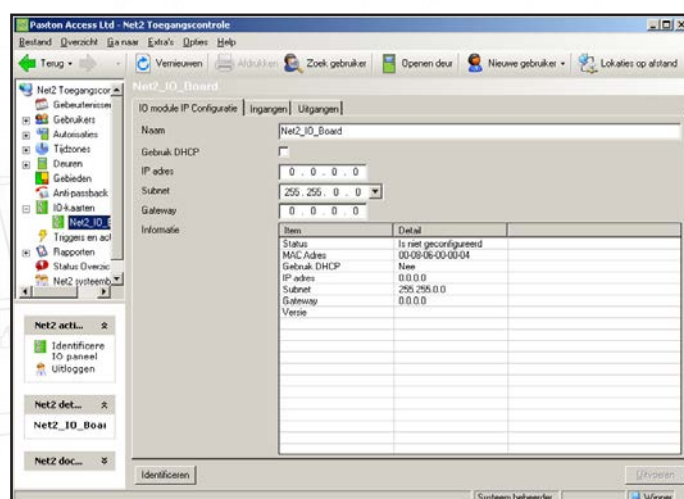 Paxton Access Ltd - Net2 Toegangscontrole
Bestand Overzicht Ga naar Extra's Opties Help
Terug Vernieuwen Afdrukken Zoek gebruiker Openen deur Nieuwe gebruiker Lokaties op afstand
Net2 Toegangscor
Gebeurtenisser
Gebruikers
Autorisaties
Tijdzones
Deuren
Gebieden
Anti-passback
IO-kaarten
Net2_IO_B
Triggers en act
Rapporten
Status Overzic
Net2 systeemb
Net2 acti...
Identificere
IO paneel
Uitloggen
Net2 det...
Net2_IO_Boar
Net2 doc...
Net2_IO_Board
IO module IP Configuratie Ingangen Uitgangen
Naam Net2_IO_Board
Gebruik DHCP
IP adres 0 . 0 . 0 . 0
Subnet 255. 255. 0 . 0
Gateway 0 . 0 . 0 . 0
Informatie
Item Detail
Status Is niet geconfigureerd
MAC Adres 00-08-06-00-00-04
Gebruik DHCP Nee
IP adres 0.0.0.0
Subnet 255.255.0.0
Gateway 0.0.0.0
Versie
Identificeren Uitvoeren
Systeem beheerder Winner